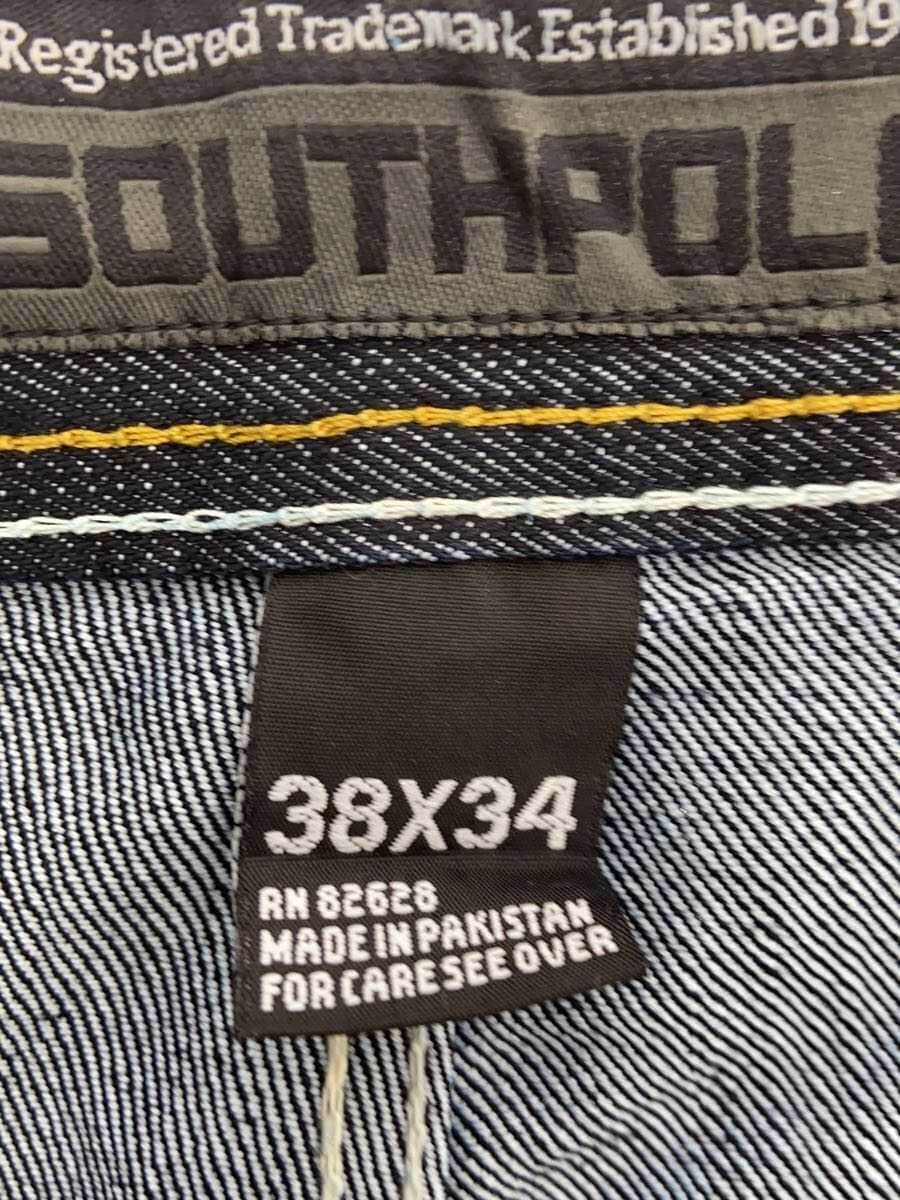 Registered Trademark Established 19
SOUTHPOL
38X34
RN 82628
MADE IN PAKISTAN
FOR CARE SEE OVER